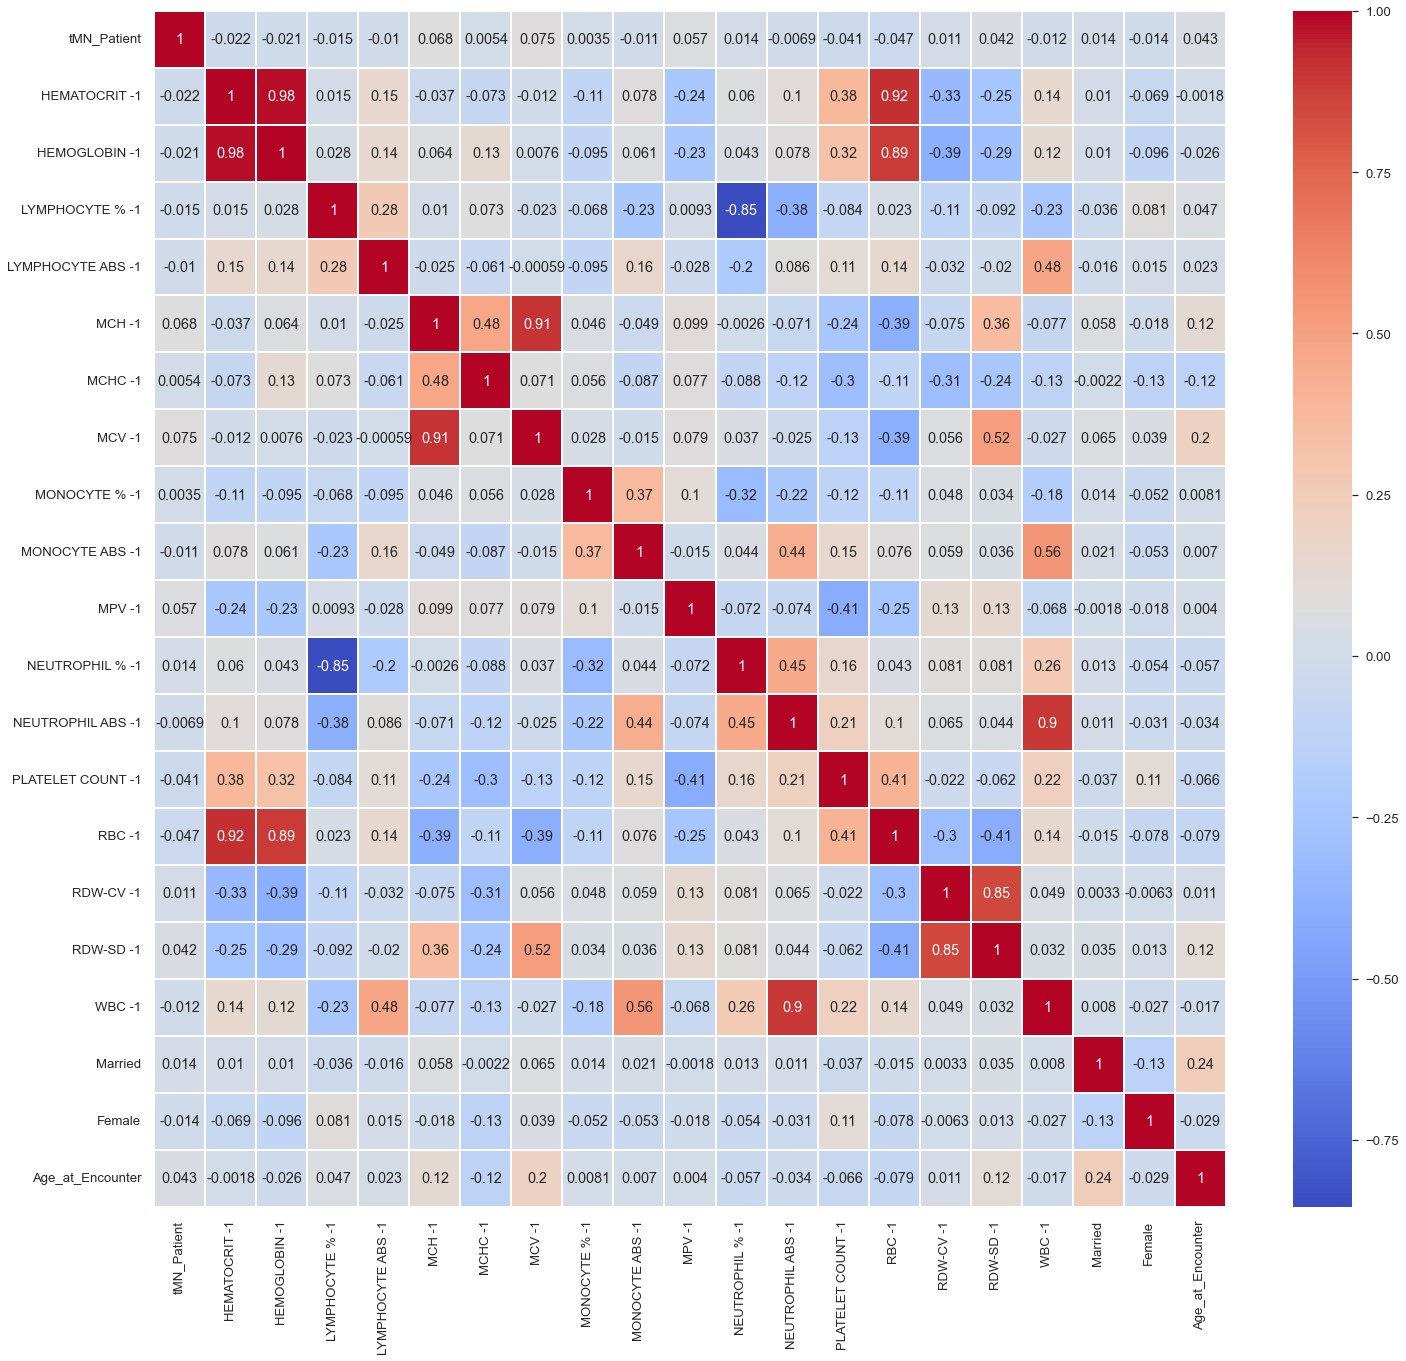 tMN_Patient 1 -0.022 -0.021 -0.015 -0.01 0.068 0.0054 0.075 0.0035 -0.011 0.057 0.014 -0.0069 -0.041 -0.047 0.011 0.042 -0.012 0.014 -0.014 0.043
HEMATOCRIT -1 -0.022 1 0.98 0.015 0.15 -0.037 -0.073 -0.012 -0.11 0.078 -0.24 0.06 0.1 0.38 0.92 -0.33 -0.25 0.14 0.01 -0.069 -0.0018
HEMOGLOBIN -1 -0.021 0.98 1 0.028 0.14 0.064 0.13 0.0076 -0.095 0.061 -0.23 0.043 0.078 0.32 0.89 -0.39 -0.29 0.12 0.01 -0.096 -0.026
LYMPHOCYTE % -1 -0.015 0.015 0.028 1 0.28 0.01 0.073 -0.023 -0.068 -0.23 0.0093 -0.85 -0.38 -0.084 0.023 -0.11 -0.092 -0.23 -0.036 0.081 0.047
LYMPHOCYTE ABS -1 -0.01 0.15 0.14 0.28 1 -0.025 -0.061 -0.00059 -0.095 0.16 -0.028 -0.2 0.086 0.11 0.14 -0.032 -0.02 0.48 -0.016 0.015 0.023
MCH -1 0.068 -0.037 0.064 0.01 -0.025 1 0.48 0.91 0.046 -0.049 0.099 -0.0026 -0.071 -0.24 -0.39 -0.075 0.36 -0.077 0.058 -0.018 0.12
MCHC -1 0.0054 -0.073 0.13 0.073 -0.061 0.48 1 0.071 0.056 -0.087 0.077 -0.088 -0.12 -0.3 -0.11 -0.31 -0.24 -0.13 -0.0022 -0.13 -0.12
MCV -1 0.075 -0.012 0.0076 -0.023 -0.00059 0.91 0.071 1 0.028 -0.015 0.079 0.037 -0.025 -0.13 -0.39 0.056 0.52 -0.027 0.065 0.039 0.2
MONOCYTE % -1 0.0035 -0.11 -0.095 -0.068 -0.095 0.046 0.056 0.028 1 0.37 0.1 -0.32 -0.22 -0.12 -0.11 0.048 0.034 -0.18 0.014 -0.052 0.0081
MONOCYTE ABS -1 -0.011 0.078 0.061 -0.23 0.16 -0.049 -0.087 -0.015 0.37 1 -0.015 0.044 0.44 0.15 0.076 0.059 0.036 0.56 0.021 -0.053 0.007
MPV -1 0.057 -0.24 -0.23 0.0093 -0.028 0.099 0.077 0.079 0.1 -0.015 1 -0.072 -0.074 -0.41 -0.25 0.13 0.13 -0.068 -0.0018 -0.018 0.004
NEUTROPHIL % -1 0.014 0.06 0.043 -0.85 -0.2 -0.0026 -0.088 0.037 -0.32 0.044 -0.072 1 0.45 0.16 0.043 0.081 0.081 0.26 0.013 -0.054 -0.057
NEUTROPHIL ABS -1 -0.0069 0.1 0.078 -0.38 0.086 -0.071 -0.12 -0.025 -0.22 0.44 -0.074 0.45 1 0.21 0.1 0.065 0.044 0.9 0.011 -0.031 -0.034
PLATELET COUNT -1 -0.041 0.38 0.32 -0.084 0.11 -0.24 -0.3 -0.13 -0.12 0.15 -0.41 0.16 0.21 1 0.41 -0.022 -0.062 0.22 -0.037 0.11 -0.066
RBC -1 -0.047 0.92 0.89 0.023 0.14 -0.39 -0.11 -0.39 -0.11 0.076 -0.25 0.043 0.1 0.41 1 -0.3 -0.41 0.14 -0.015 -0.078 -0.079
RDW-CV -1 0.011 -0.33 -0.39 -0.11 -0.032 -0.075 -0.31 0.056 0.048 0.059 0.13 0.081 0.065 -0.022 -0.3 1 0.85 0.049 0.0033 -0.0063 0.011
RDW-SD -1 0.042 -0.25 -0.29 -0.092 -0.02 0.36 -0.24 0.52 0.034 0.036 0.13 0.081 0.044 -0.062 -0.41 0.85 1 0.032 0.035 0.013 0.12
WBC -1 -0.012 0.14 0.12 -0.23 0.48 -0.077 -0.13 -0.027 -0.18 0.56 -0.068 0.26 0.9 0.22 0.14 0.049 0.032 1 0.008 -0.027 -0.017
Married 0.014 0.01 0.01 -0.036 -0.016 0.058 -0.0022 0.065 0.014 0.021 -0.0018 0.013 0.011 -0.037 -0.015 0.0033 0.035 0.008 1 -0.13 0.24
Female -0.014 -0.069 -0.096 0.081 0.015 -0.018 -0.13 0.039 -0.052 -0.053 -0.018 -0.054 -0.031 0.11 -0.078 -0.0063 0.013 -0.027 -0.13 1 -0.029
Age_at_Encounter 0.043 -0.0018 -0.026 0.047 0.023 0.12 -0.12 0.2 0.0081 0.007 0.004 -0.057 -0.034 -0.066 -0.079 0.011 0.12 -0.017 0.24 -0.029 1
tMN_Patient
HEMATOCRIT -1
HEMOGLOBIN -1
LYMPHOCYTE % -1
LYMPHOCYTE ABS -1
MCH -1
MCHC -1
MCV -1
MONOCYTE % -1
MONOCYTE ABS -1
MPV -1
NEUTROPHIL % -1
NEUTROPHIL ABS -1
PLATELET COUNT -1
RBC -1
RDW-CV -1
RDW-SD -1
WBC -1
Married
Female
Age_at_Encounter
1.00
0.75
0.50
0.25
0.00
−0.25
−0.50
−0.75